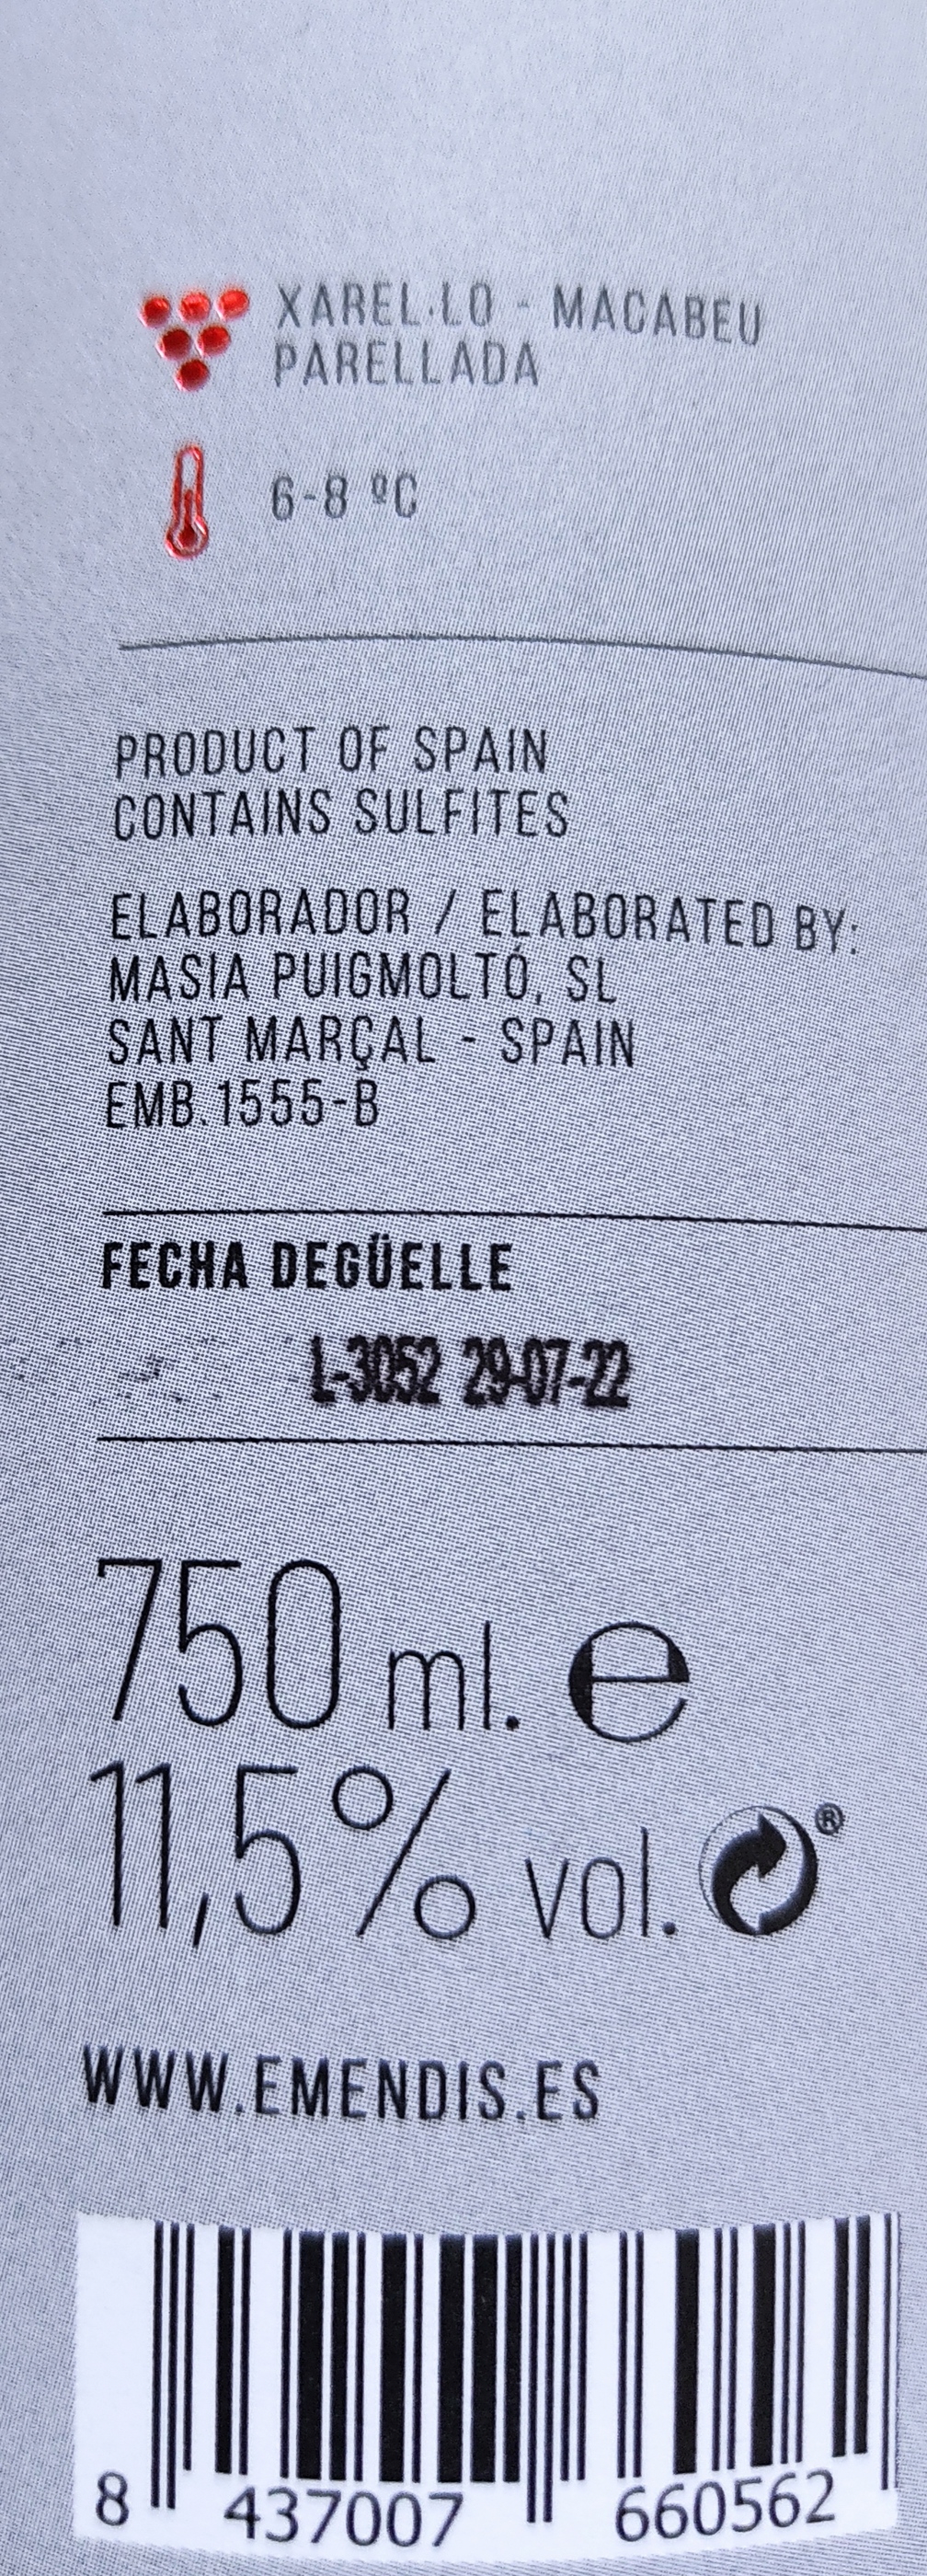 XAREL·LO - MACABEU
PARELLADA
6-8 ºC
PRODUCT OF SPAIN
CONTAINS SULFITES
ELABORADOR / ELABORATED BY:
MASIA PUIGMOLTÓ, SL
SANT MARÇAL - SPAIN
EMB.1555-B
FECHA DEGÜELLE
L-3052 29-07-22
750 ml. e
11,5% vol. ®
WWW.EMENDIS.ES
8 437007 660562